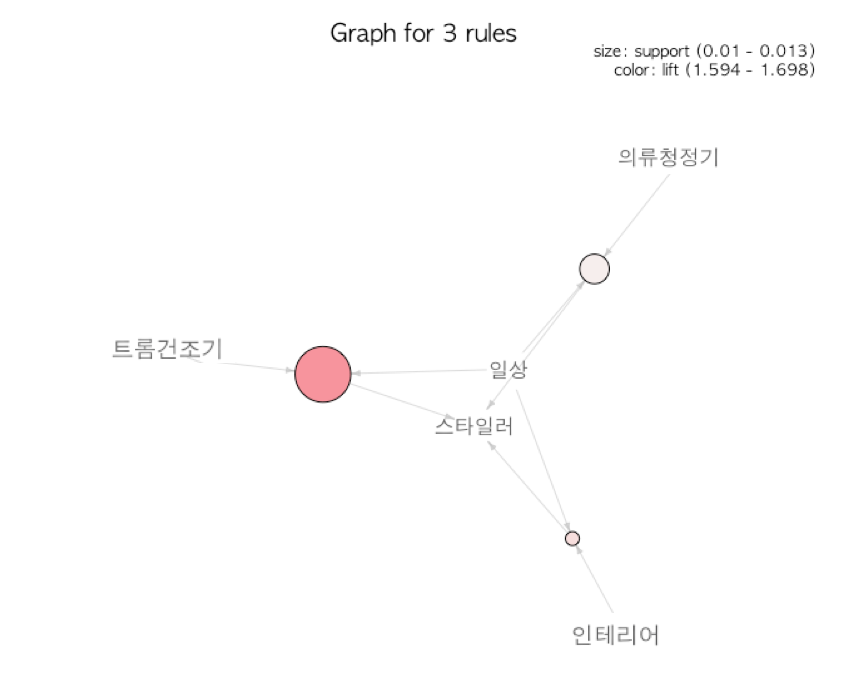 Graph for 3 rules
size: support (0.01 - 0.013)
color: lift (1.594 - 1.698)
의류청정기
트롬건조기
일상
스타일러
인테리어